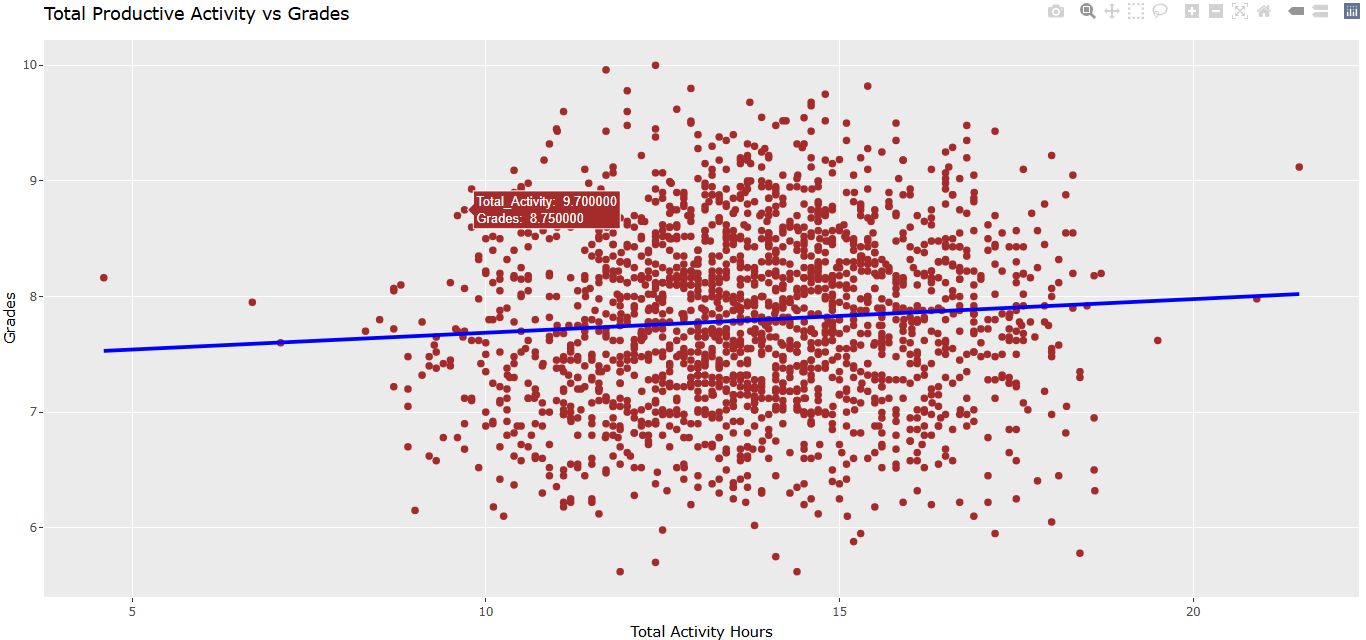 Total Productive Activity vs Grades
10
9
8
7
6
Grades
Total_Activity: 9.700000
Grades: 8.750000
5
10
15
20
Total Activity Hours